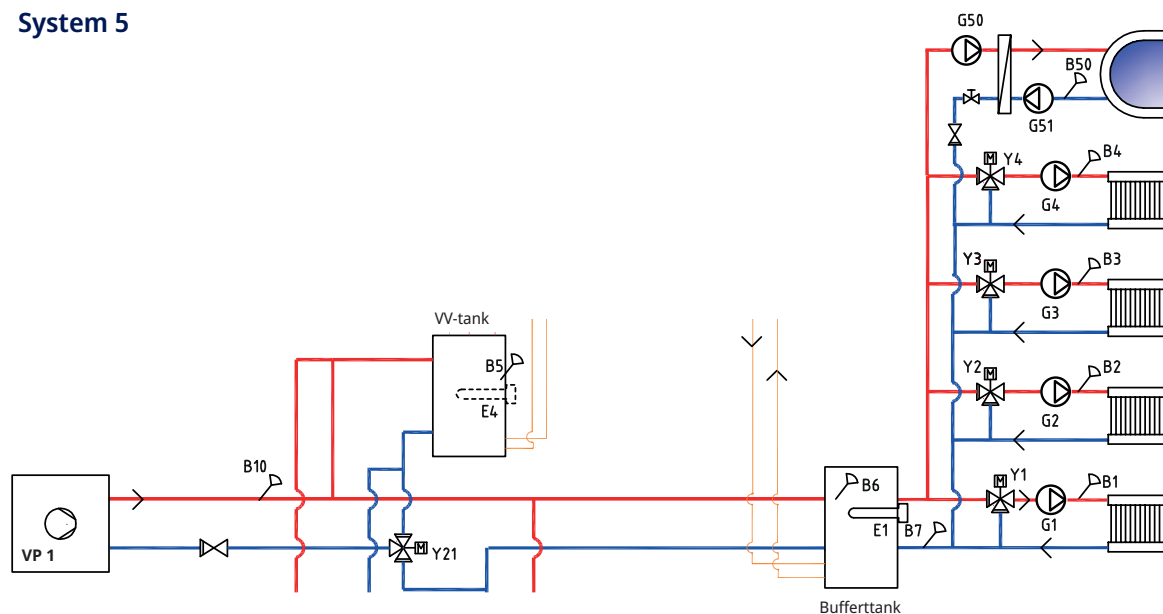 System 5
G50
B50
G51
Y4
B4
G4
Y3
B3
G3
VV-tank
B5
E4
Y2
B2
G2
B10
B6
Y1
B1
G1
E1
B7
VP 1
M
Y21
M
M
M
M
Bufferttank